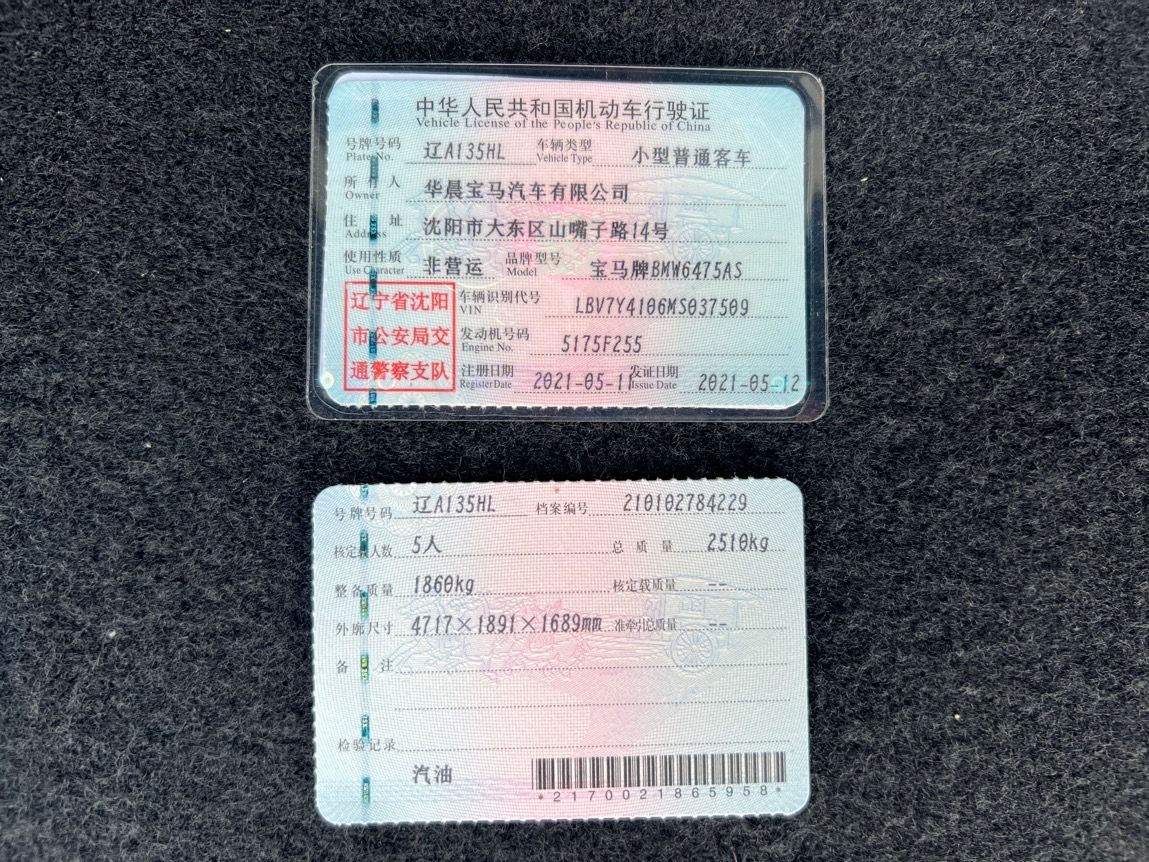 中华人民共和国机动车行驶证
Vehicle License of the People's Republic of China
号牌号码 辽A135HL 车辆类型 小型普通客车
Plate No. Vehicle Type
所有人 华晨宝马汽车有限公司
Owner
住址 沈阳市大东区山嘴子路14号
Address
使用性质 非营运 品牌型号 宝马牌BMW6475AS
Use Character Model
辽宁省沈阳
市公安局交
通警察支队
车辆识别代号 LBV7Y4106MS037509
VIN
发动机号码 5175F255
Engine No.
注册日期 2021-05-11 发证日期 2021-05-12
Register Date Issue Date
号牌号码 辽A135HL 档案编号 210102784229
核定载人数 5人 总质量 2510kg
整备质量 1860kg 核定载质量 --
外廓尺寸 4717×1891×1689mm 准牵引总质量 --
备注
检验记录
汽油
*2170021865958*